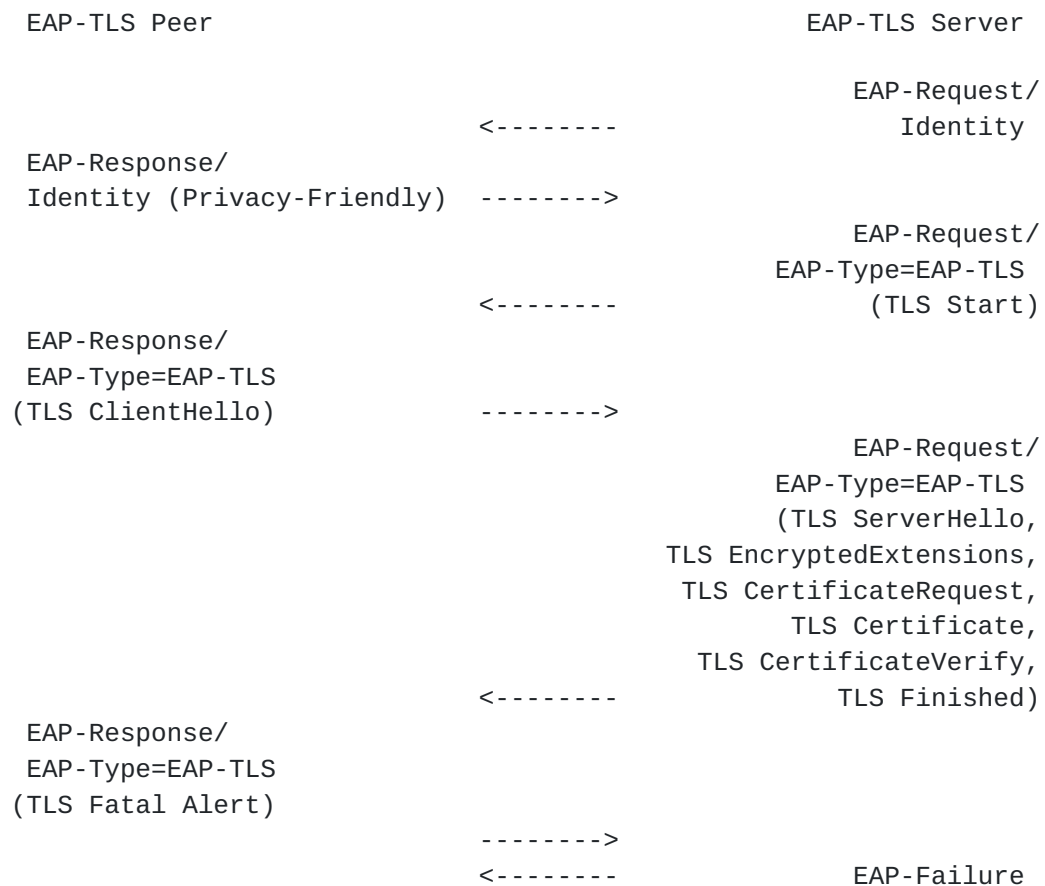 EAP-TLS Peer                                       EAP-TLS Server
EAP-Request/
<--------                  Identity
EAP-Response/
Identity (Privacy-Friendly)  -------->
EAP-Request/
EAP-Type=EAP-TLS
<--------                (TLS Start)
EAP-Response/
EAP-Type=EAP-TLS
(TLS ClientHello)             -------->
EAP-Request/
EAP-Type=EAP-TLS
(TLS ServerHello,
TLS EncryptedExtensions,
TLS CertificateRequest,
TLS Certificate,
TLS CertificateVerify,
<--------              TLS Finished)
EAP-Response/
EAP-Type=EAP-TLS
(TLS Fatal Alert)
-------->
<--------               EAP-Failure